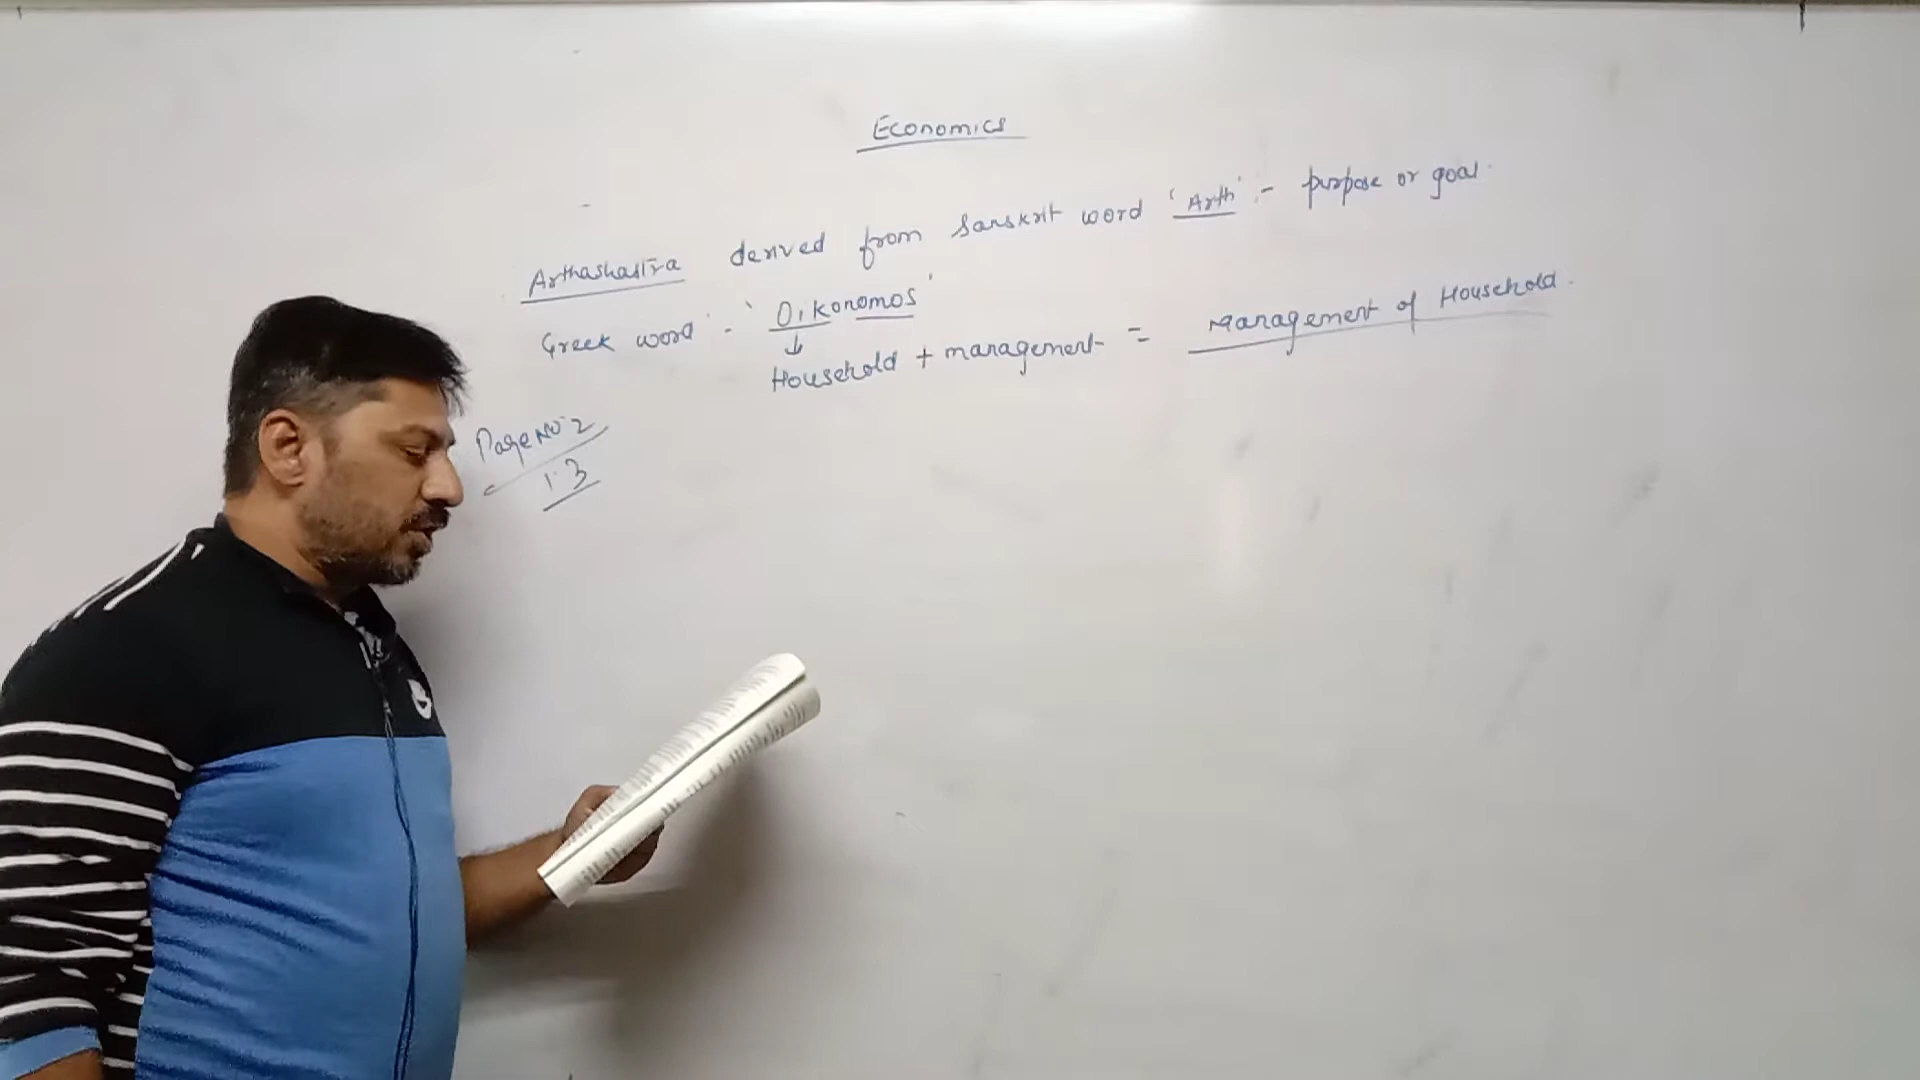 Economics
Arthashastra derived from Sanskrit word 'Arth' :- purpose or goal.
Greek word - 'Oikonomos'
↓
Household + management = Management of Household.
Page No 2
1.3